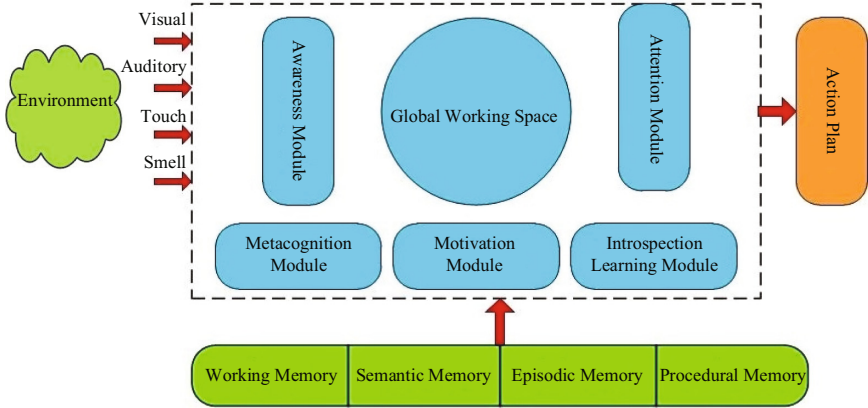 Visual
Auditory
Environment
Touch
Smell
Awareness Module
Global Working Space
Attention Module
Action Plan
Metacognition
Module
Motivation
Module
Introspection
Learning Module
Working Memory
Semantic Memory
Episodic Memory
Procedural Memory